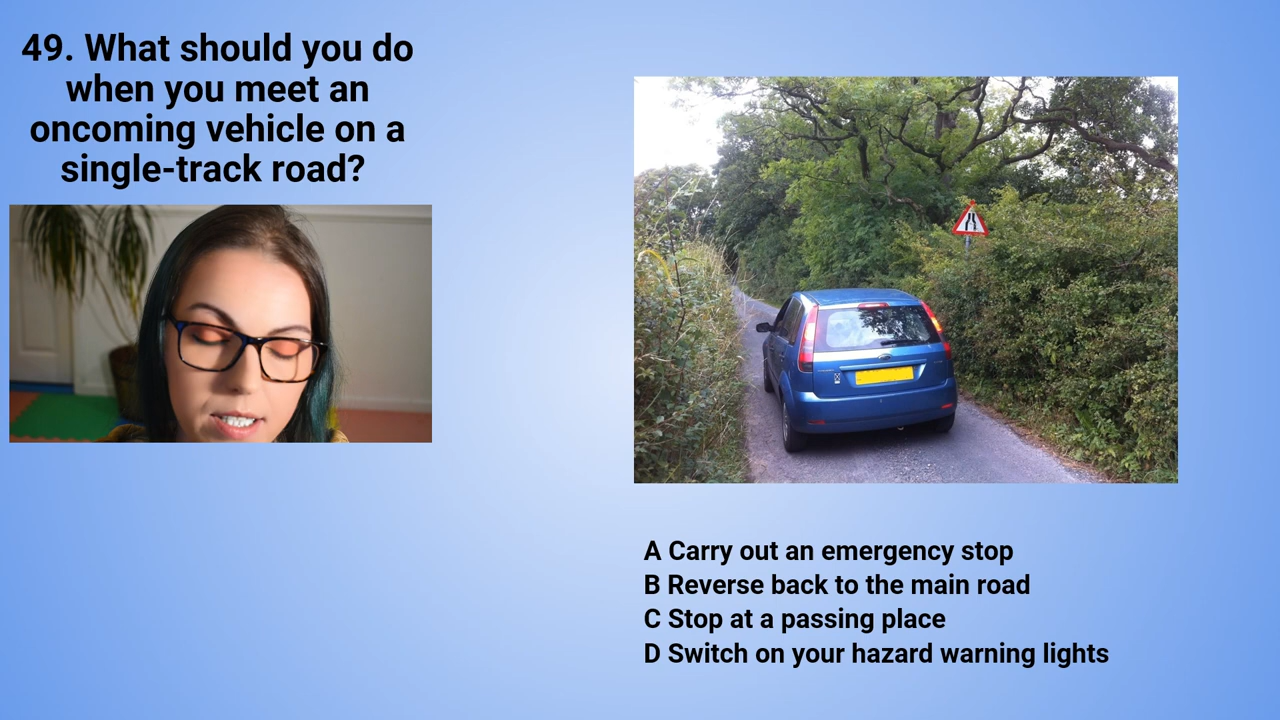 49. What should you do
when you meet an
oncoming vehicle on a
single-track road?
A Carry out an emergency stop
B Reverse back to the main road
C Stop at a passing place
D Switch on your hazard warning lights